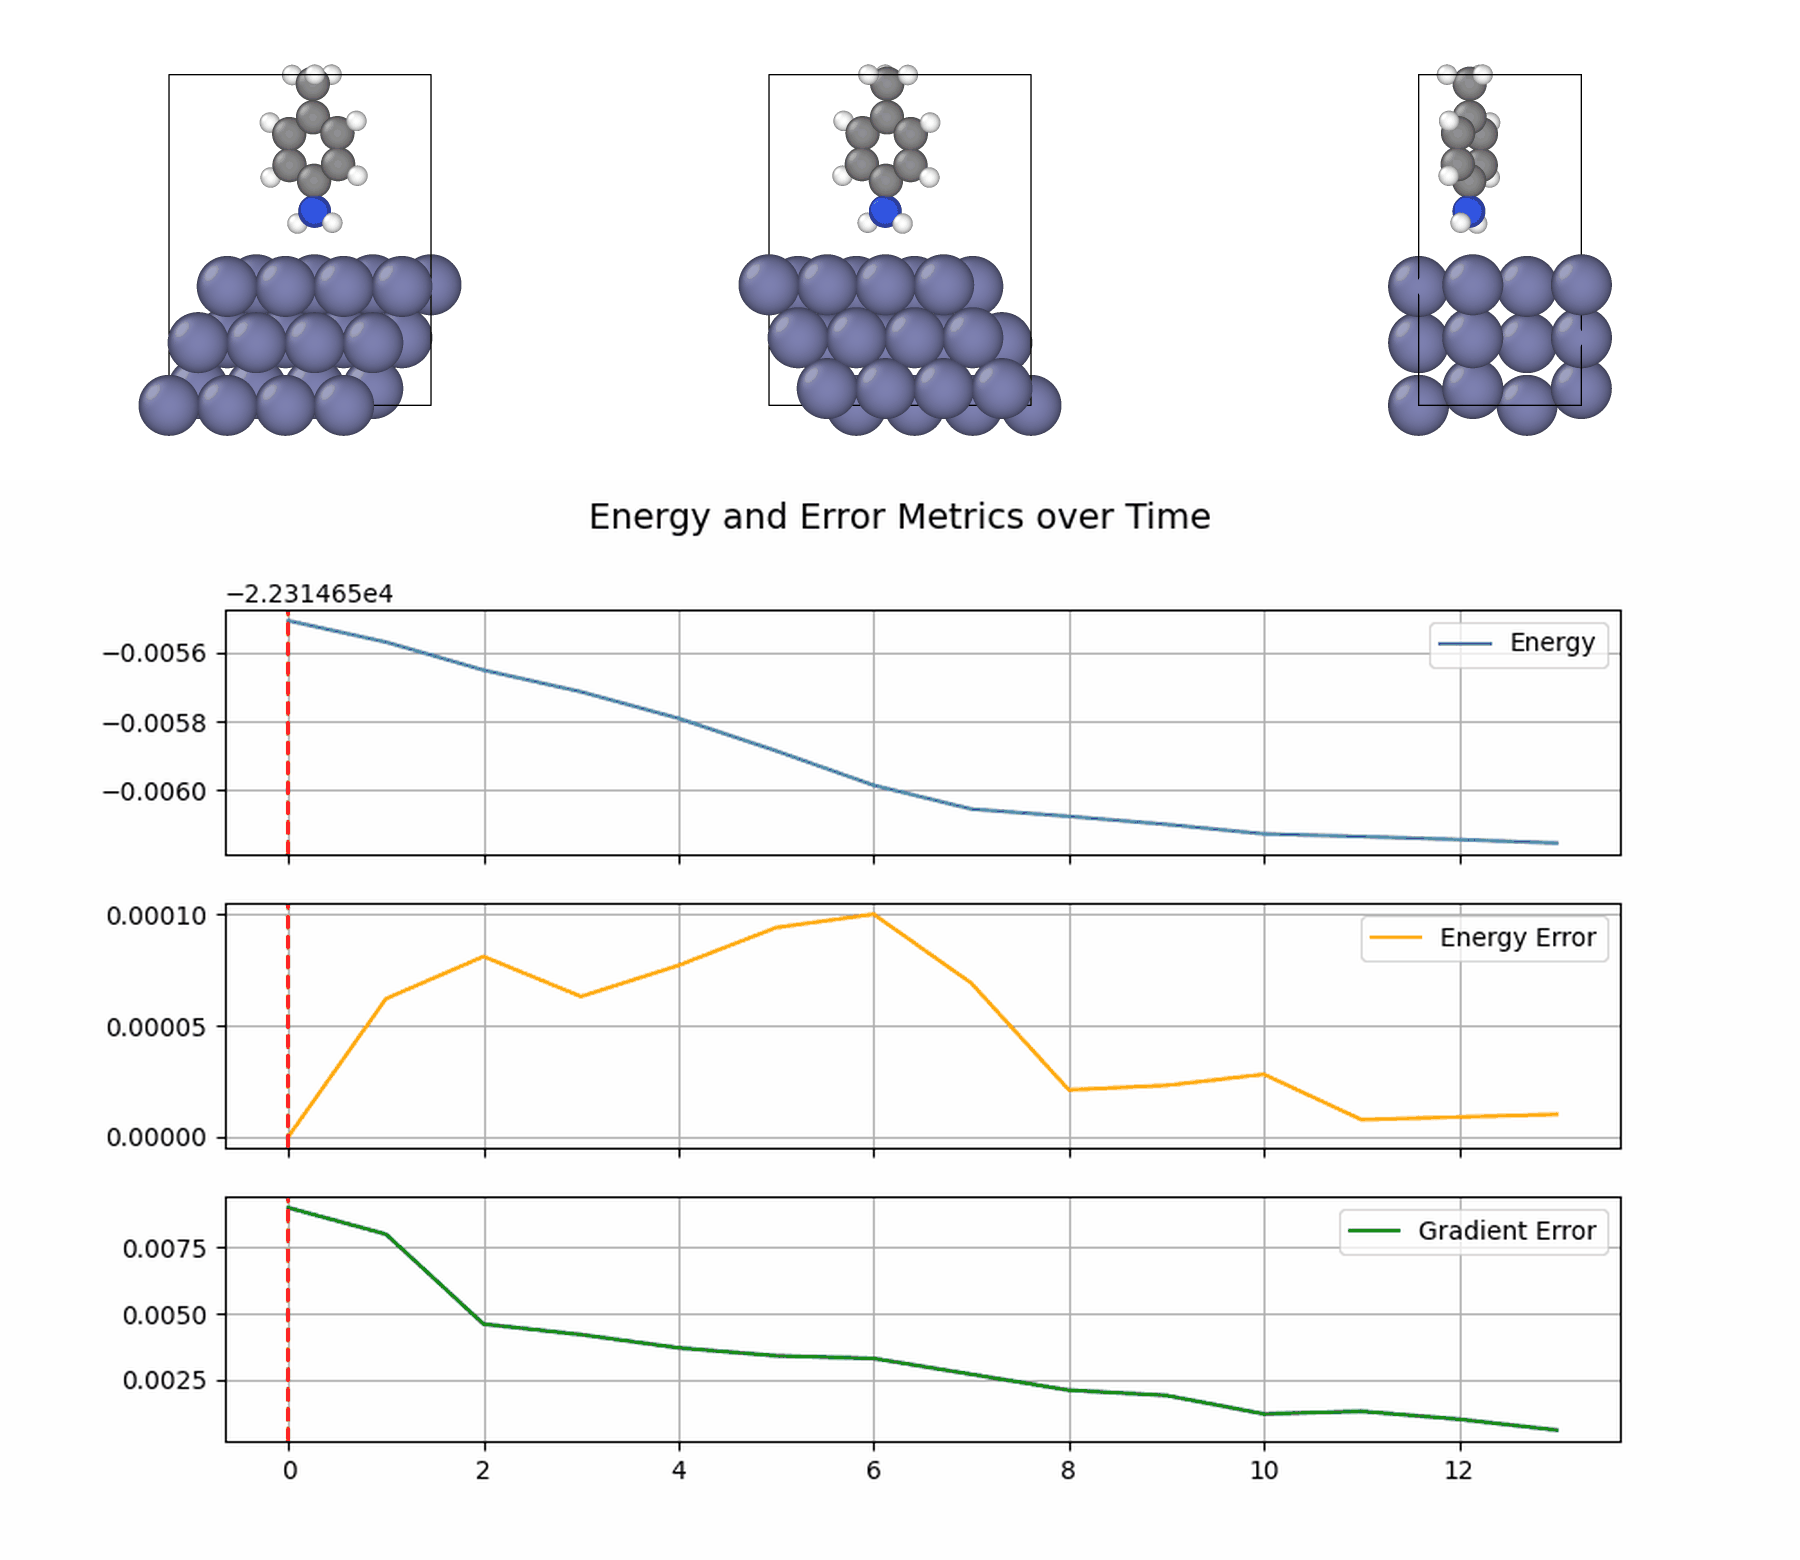 Energy and Error Metrics over Time
−2.231465e4
−0.0056
−0.0058
−0.0060
Energy
0.00010
0.00005
0.00000
Energy Error
0.0075
0.0050
0.0025
Gradient Error
0 2 4 6 8 10 12